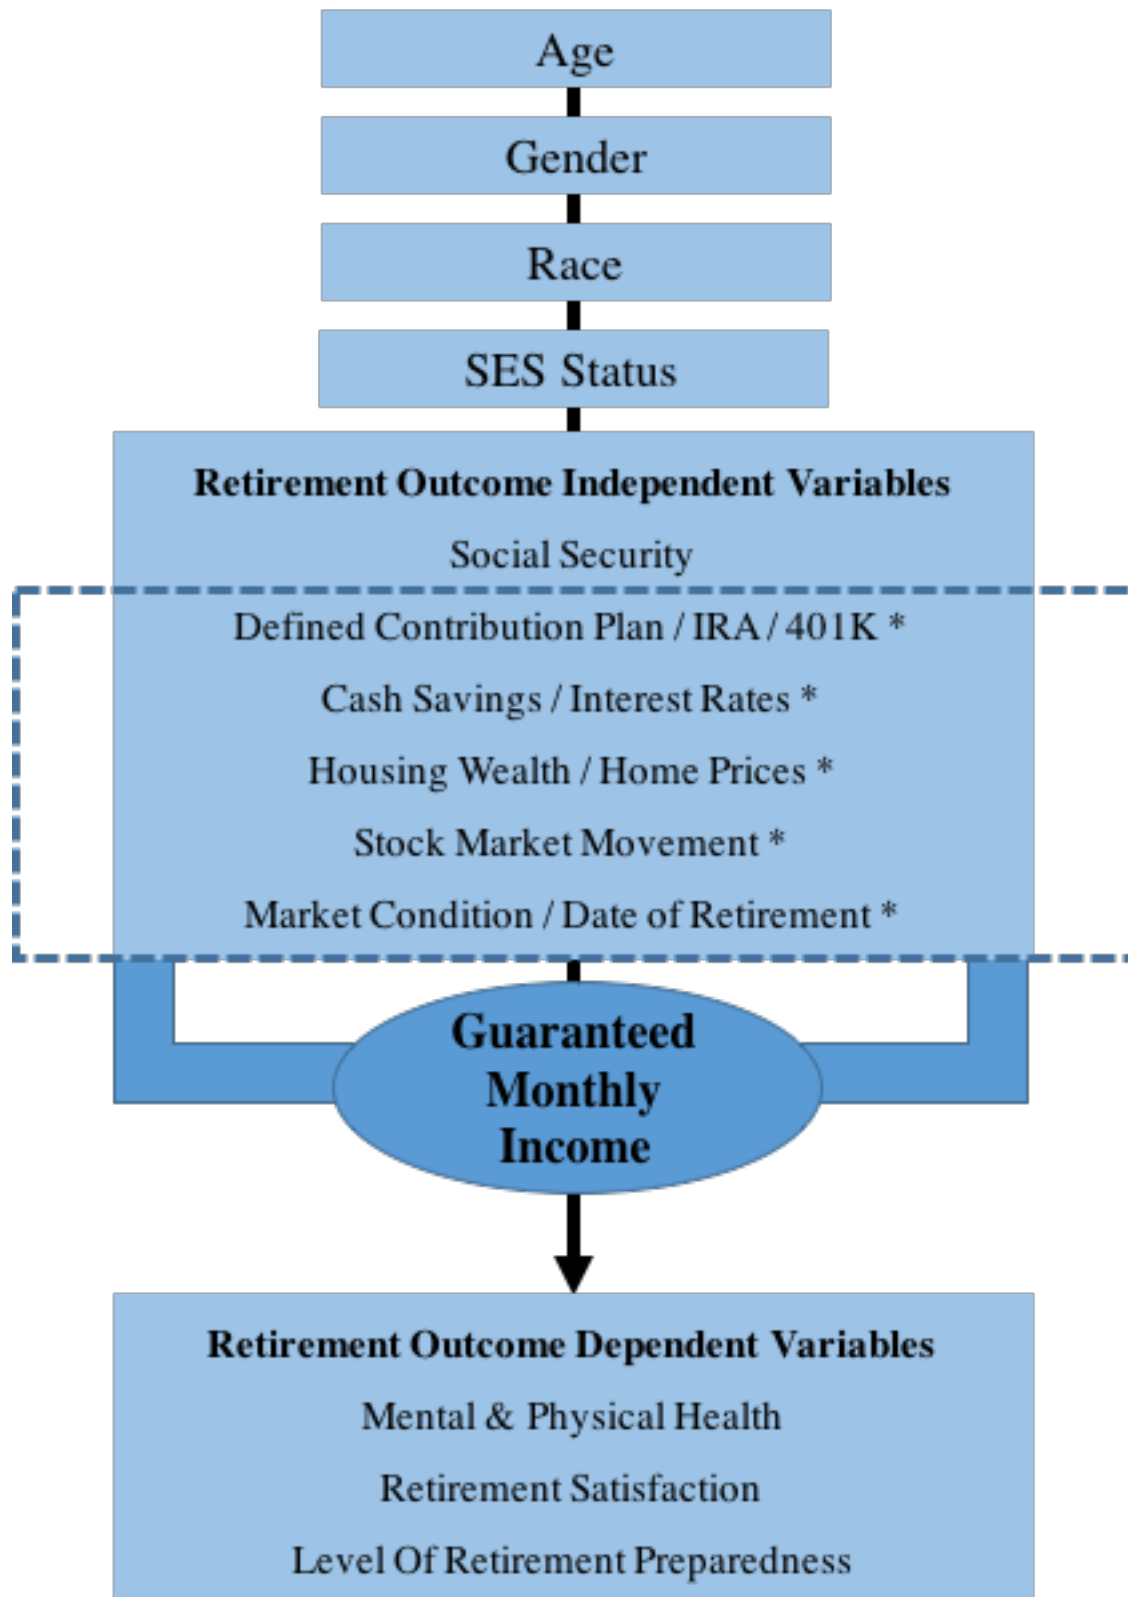 Age
Gender
Race
SES Status
Retirement Outcome Independent Variables
Social Security
Defined Contribution Plan / IRA / 401K *
Cash Savings / Interest Rates *
Housing Wealth / Home Prices *
Stock Market Movement *
Market Condition / Date of Retirement *
Guaranteed
Monthly
Income
Retirement Outcome Dependent Variables
Mental & Physical Health
Retirement Satisfaction
Level Of Retirement Preparedness